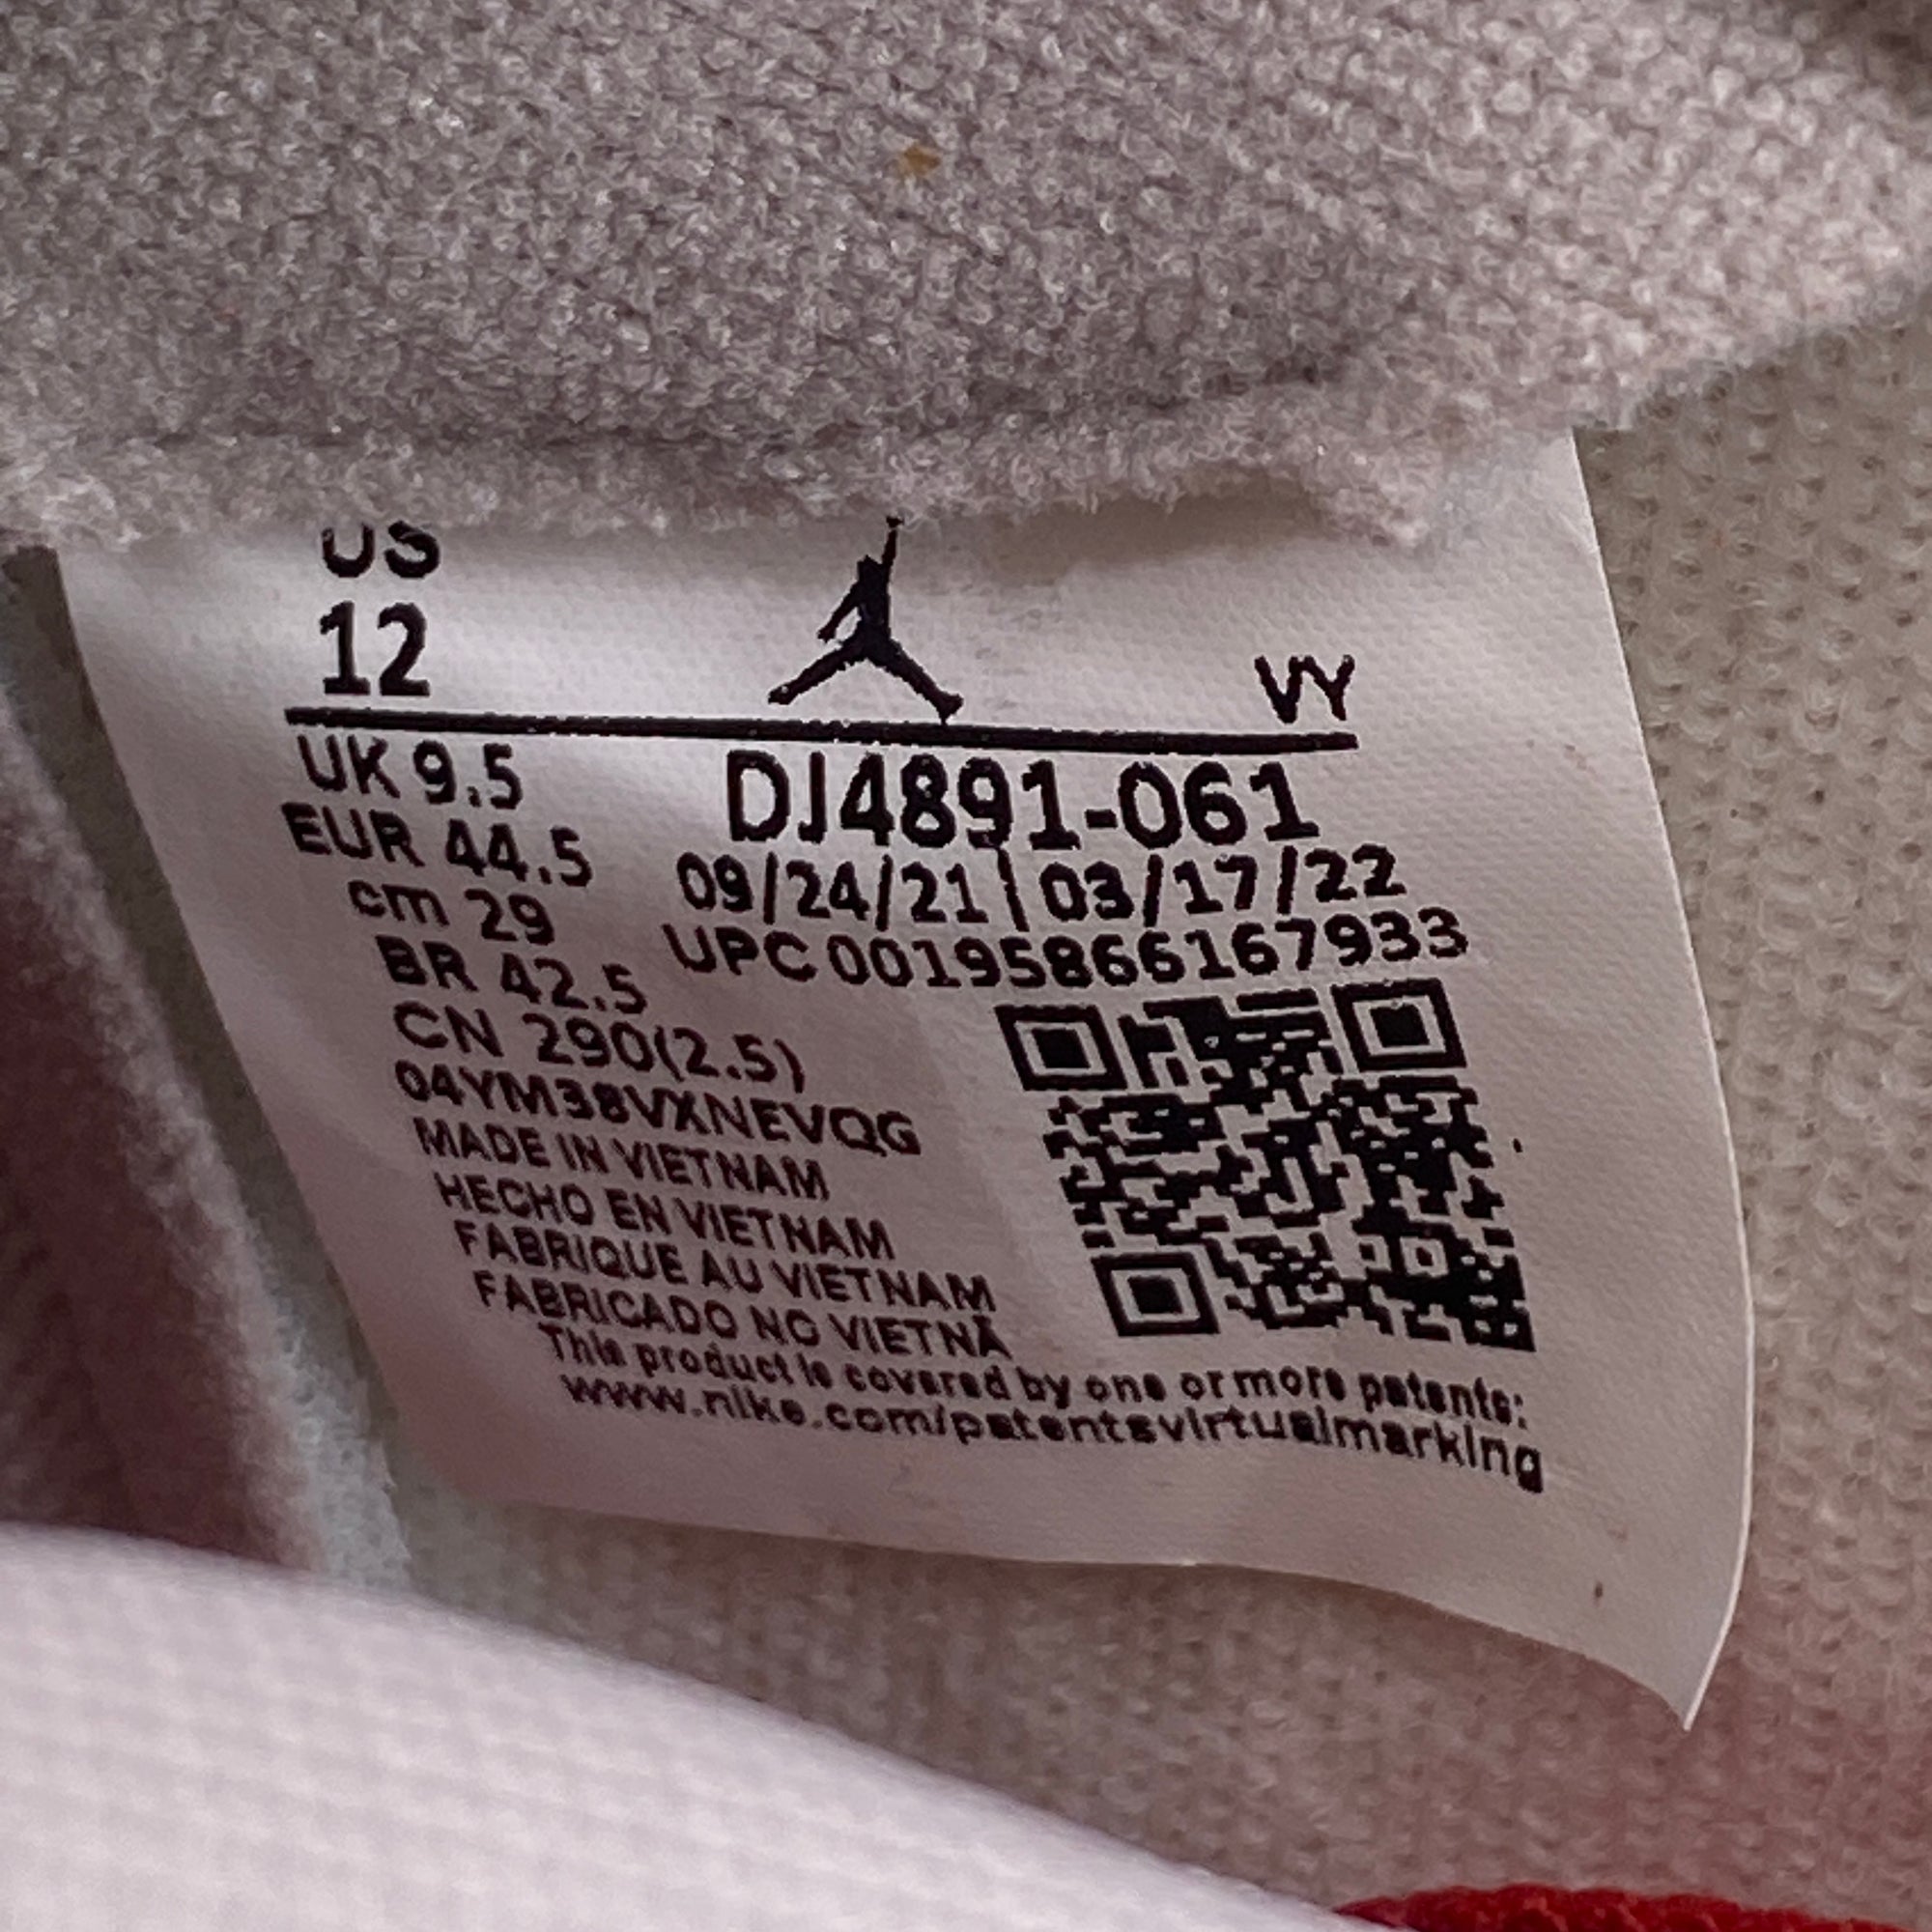 US
12
VY
UK 9.5
EUR 44.5
cm 29
BR 42.5
CN 290(2.5)
04YM38VXNEVQG
MADE IN VIETNAM
HECHO EN VIETNAM
FABRIQUE AU VIETNAM
FABRICADO NO VIETNÃ
DJ4891-061
09/24/21 | 03/17/22
UPC 00195866167933
This product is covered by one or more patents:
www.nike.com/patentsvirtualmarking